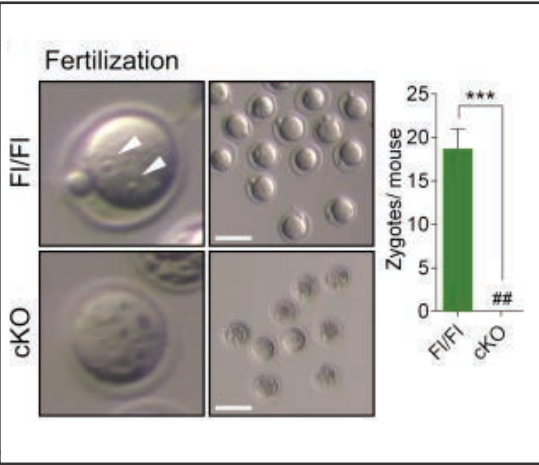 Fertilization
Fl/Fl
cKO
Zygotes/ mouse
25
20
15
10
5
0
***
##
Fl/Fl
cKO